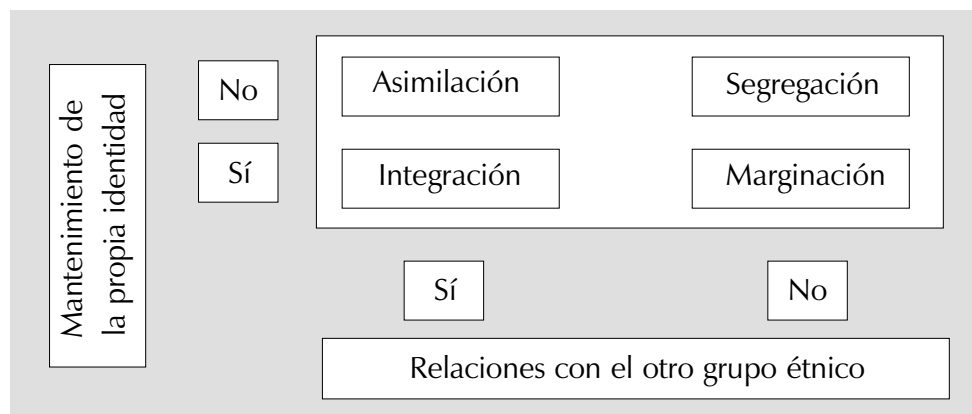 Mantenimiento de
la propia identidad
No
Asimilación
Segregación
Sí
Integración
Marginación
Sí
No
Relaciones con el otro grupo étnico